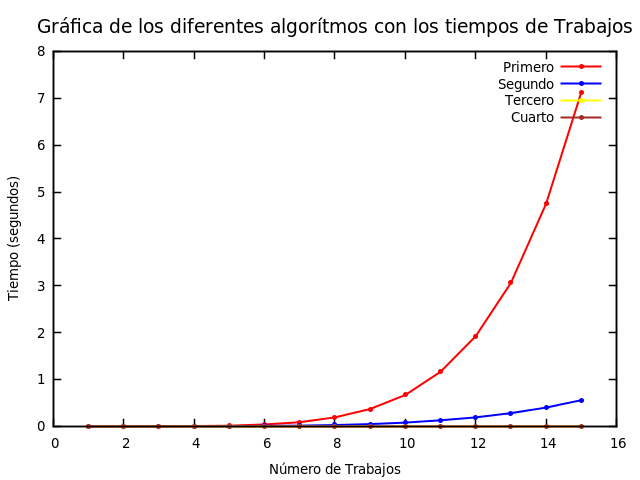 Gráfica de los diferentes algorítmos con los tiempos de Trabajos
8
7
6
5
4
3
2
1
0
Primero
Segundo
Tercero
Cuarto
Tiempo (segundos)
0 2 4 6 8 10 12 14 16
Número de Trabajos